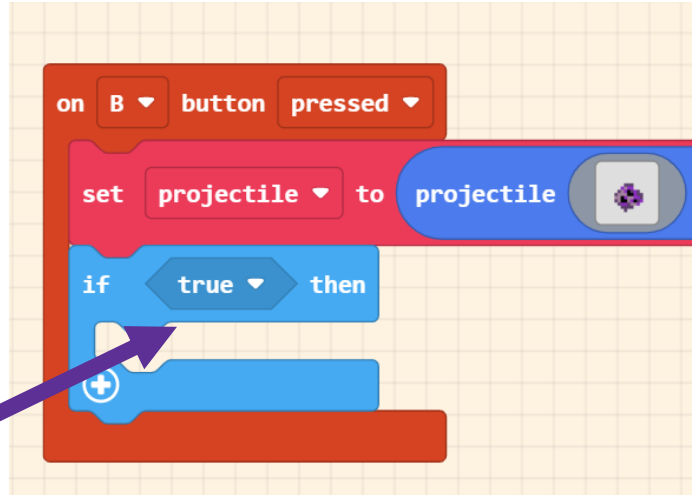 on B button pressed
set projectile to projectile
if true then